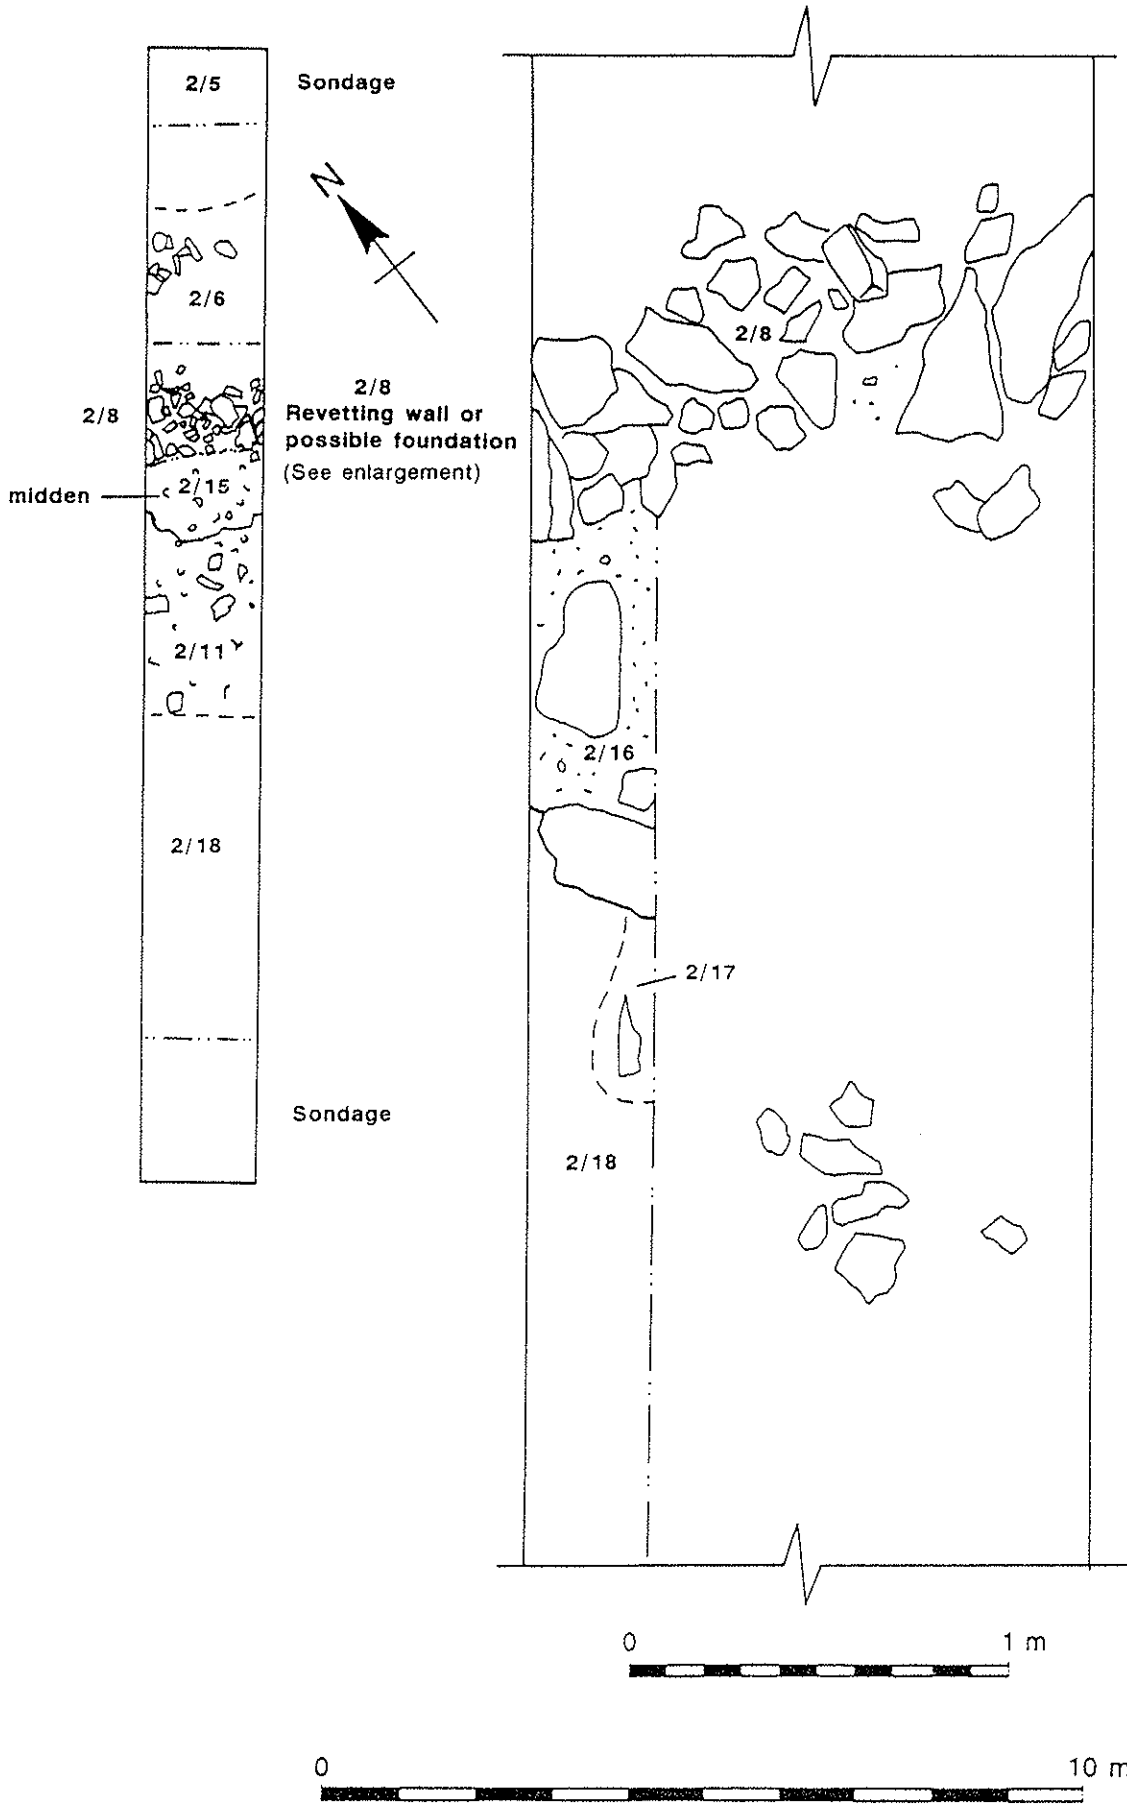 2/5
Sondage
N
2/6
2/8
2/8
Revetting wall or
possible foundation
(See enlargement)
2/15
midden
2/11
2/18
Sondage
2/8
2/16
2/17
2/18
0 1 m
0 10 m